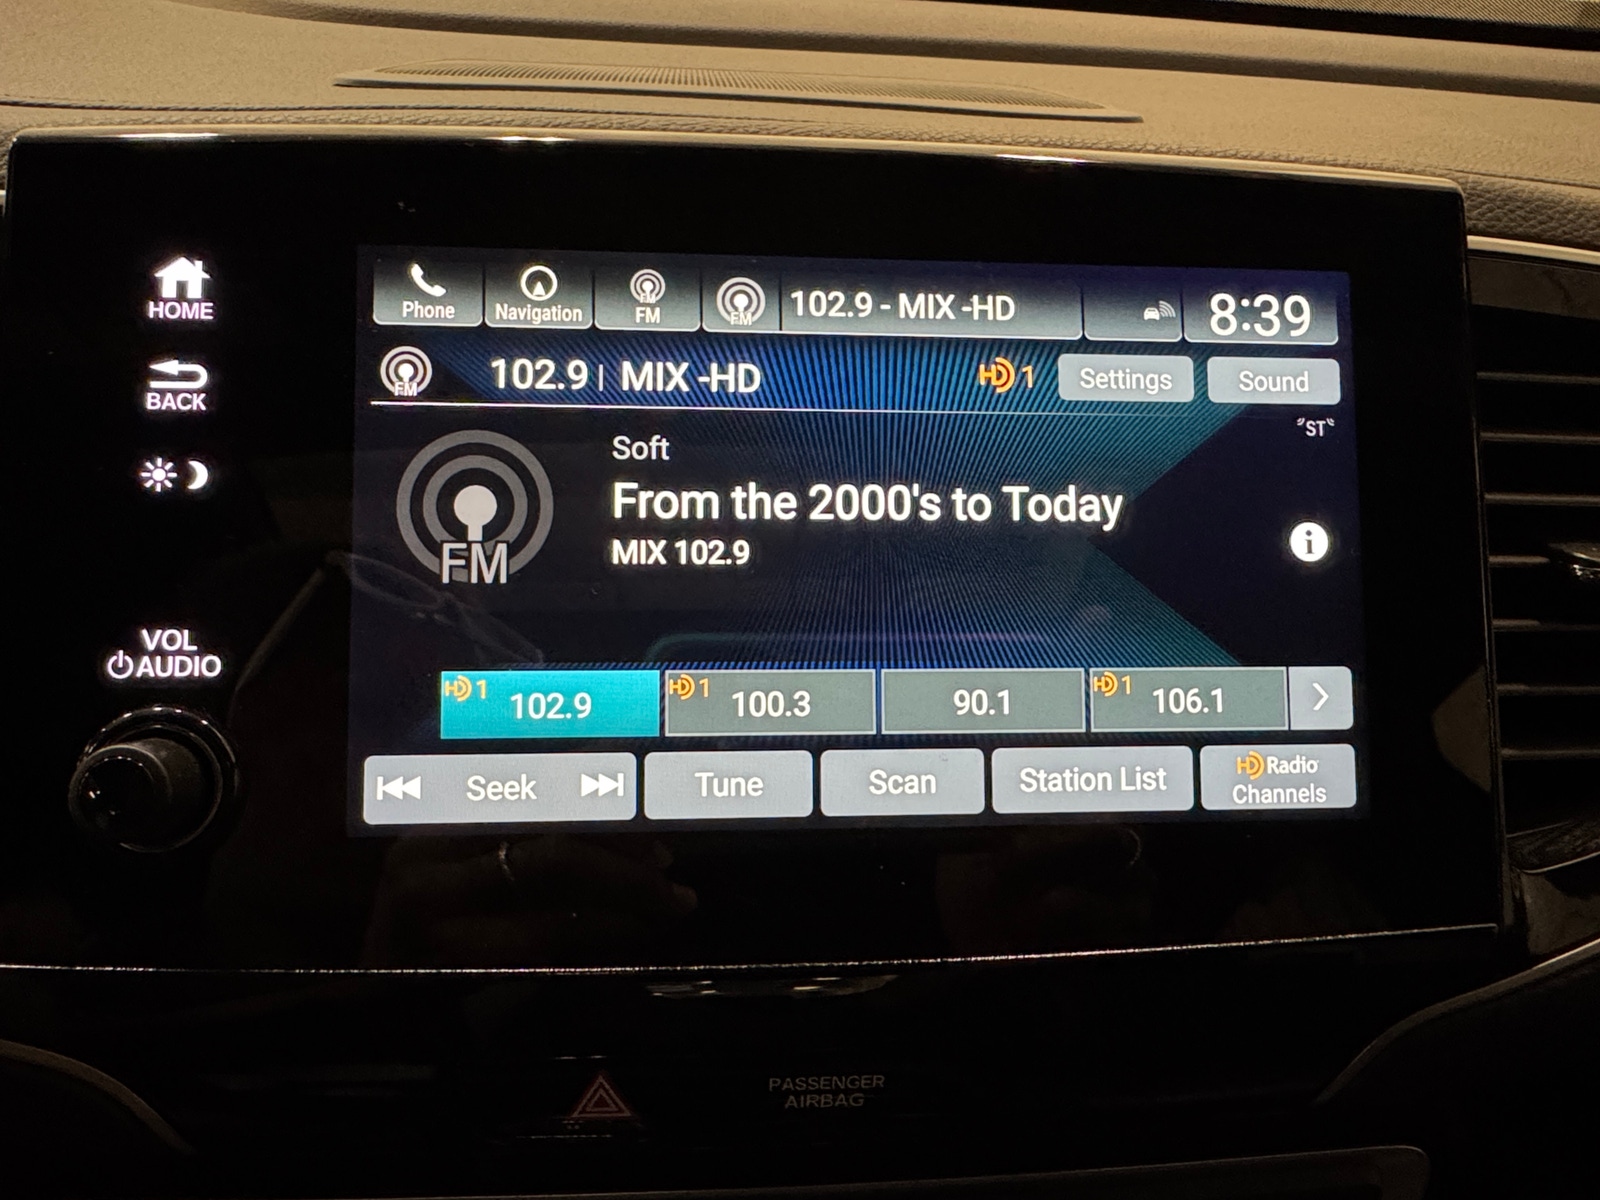 HOME
BACK
VOL
AUDIO
Phone
Navigation
FM
FM
FM
102.9 - MIX -HD
8:39
FM
102.9 | MIX -HD
HD 1
Settings
Sound
"ST"
Soft
From the 2000's to Today
MIX 102.9
FM
i
HD 1 102.9
HD 1 100.3
90.1
HD 1 106.1
Seek
Tune
Scan
Station List
HD Radio
Channels
PASSENGER
AIRBAG